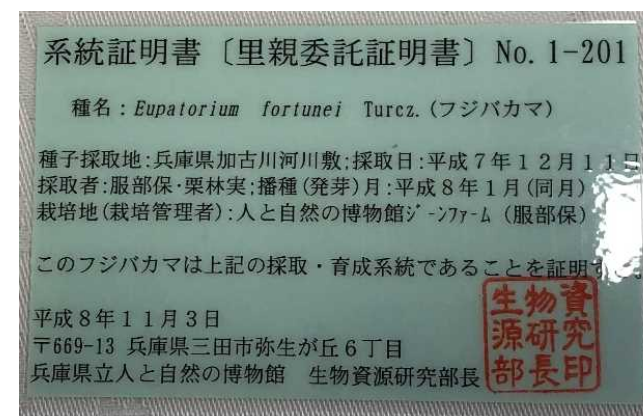 系統証明書〔里親委託証明書〕No. 1-201
種名：Eupatorium fortunei Turcz.(フジバカマ)
種子採取地:兵庫県加古川河川敷;採取日:平成７年１２月１１日
採取者:服部保・栗林実;播種(発芽)月:平成８年１月(同月)
栽培地(栽培管理者):人と自然の博物館ｼﾞｰﾝﾌｧｰﾑ (服部保)
このフジバカマは上記の採取・育成系統であることを証明す
平成８年１１月３日
〒669-13 兵庫県三田市弥生が丘６丁目
兵庫県立人と自然の博物館　生物資源研究部長
生物資源研究部長印